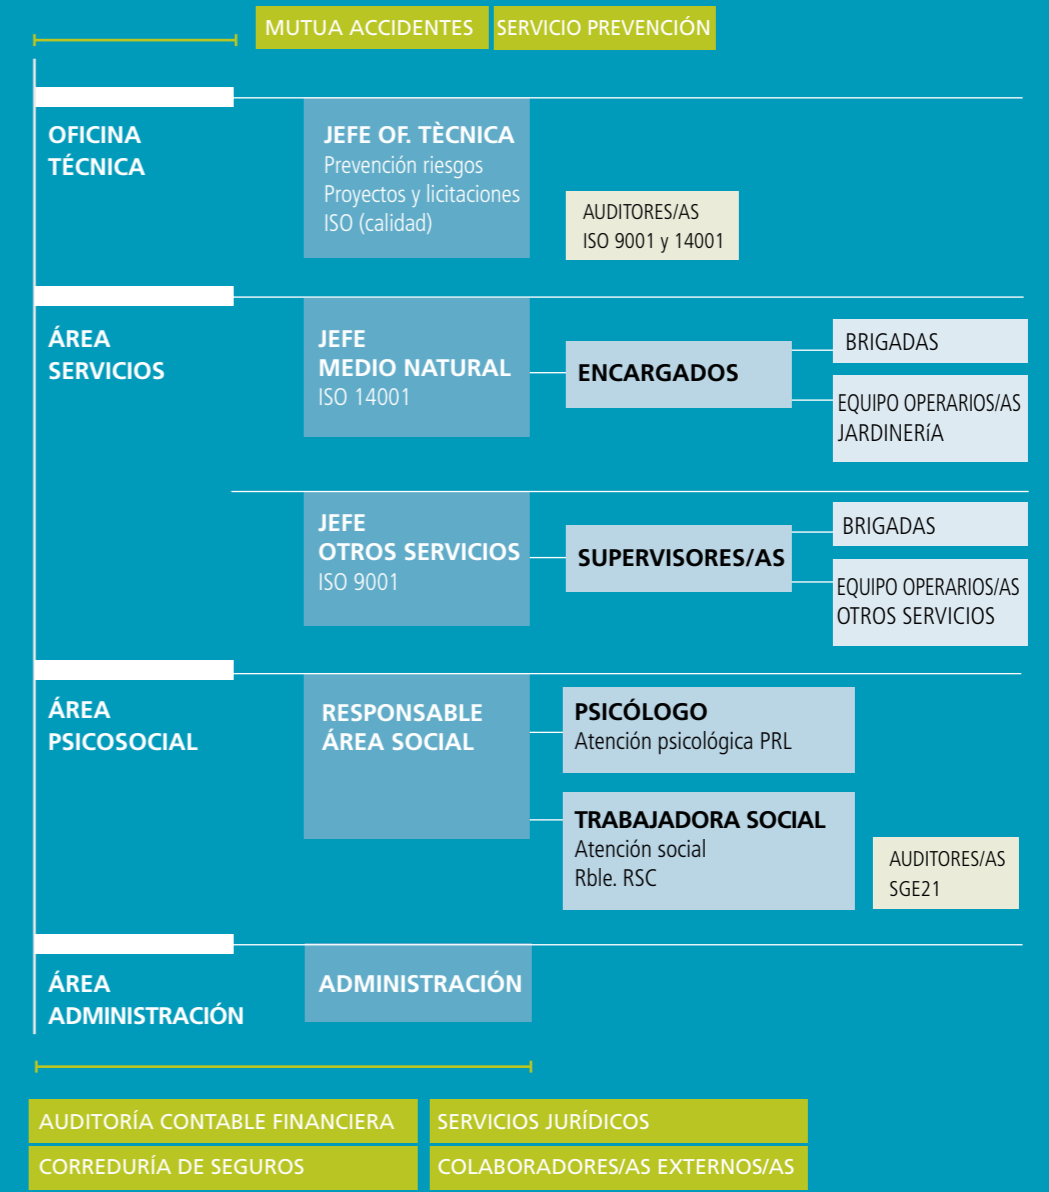 MUTUA ACCIDENTES
SERVICIO PREVENCIÓN
OFICINA
TÉCNICA
JEFE OF. TÈCNICA
Prevención riesgos
Proyectos y licitaciones
ISO (calidad)
AUDITORES/AS
ISO 9001 y 14001
ÁREA
SERVICIOS
JEFE
MEDIO NATURAL
ISO 14001
ENCARGADOS
BRIGADAS
EQUIPO OPERARIOS/AS
JARDINERíA
JEFE
OTROS SERVICIOS
ISO 9001
SUPERVISORES/AS
BRIGADAS
EQUIPO OPERARIOS/AS
OTROS SERVICIOS
ÁREA
PSICOSOCIAL
RESPONSABLE
ÁREA SOCIAL
PSICÓLOGO
Atención psicológica PRL
TRABAJADORA SOCIAL
Atención social
Rble. RSC
AUDITORES/AS
SGE21
ÁREA
ADMINISTRACIÓN
ADMINISTRACIÓN
AUDITORÍA CONTABLE FINANCIERA
SERVICIOS JURÍDICOS
CORREDURÍA DE SEGUROS
COLABORADORES/AS EXTERNOS/AS